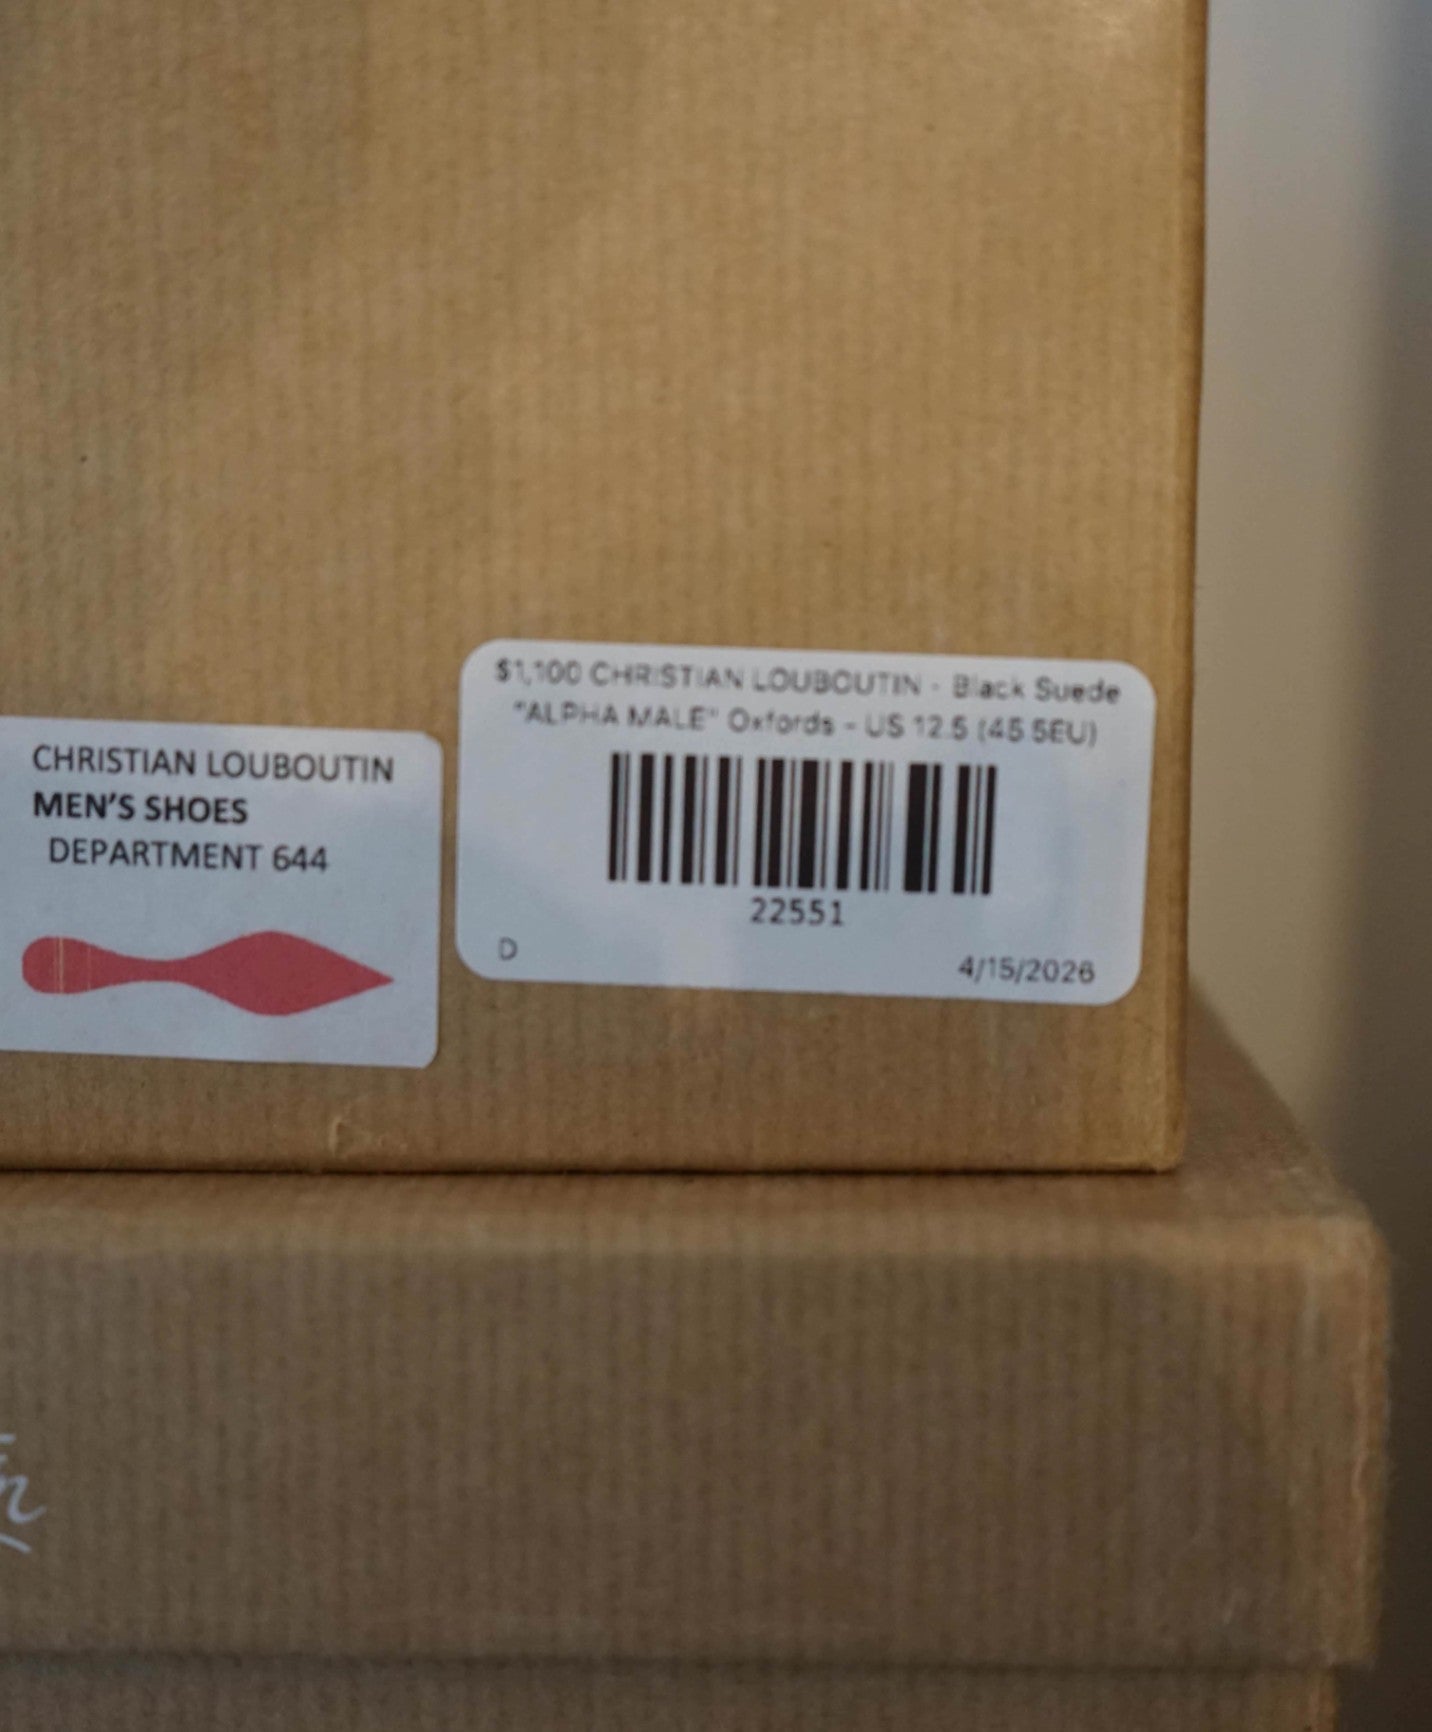 $1,100 CHRISTIAN LOUBOUTIN - Black Suede
"ALPHA MALE" Oxfords - US 12.5 (45.5EU)
22551
D
4/15/2026
CHRISTIAN LOUBOUTIN
MEN'S SHOES
DEPARTMENT 644